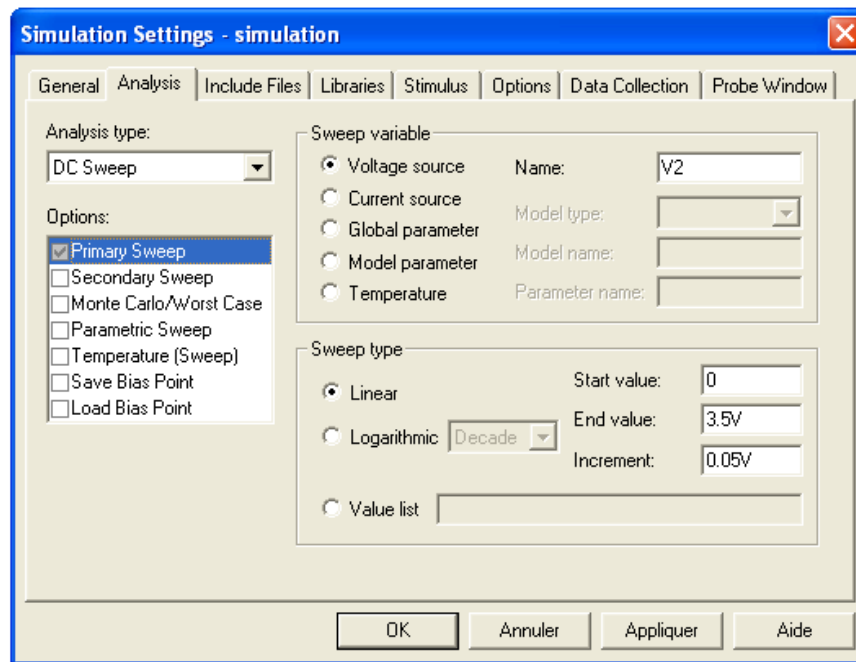 Simulation Settings - simulation
General Analysis Include Files Libraries Stimulus Options Data Collection Probe Window
Analysis type:
DC Sweep
Options:
Primary Sweep
Secondary Sweep
Monte Carlo/Worst Case
Parametric Sweep
Temperature (Sweep)
Save Bias Point
Load Bias Point
Sweep variable
Voltage source
Current source
Global parameter
Model parameter
Temperature
Name: V2
Model type:
Model name:
Parameter name:
Sweep type
Linear
Logarithmic Decade
Value list
Start value: 0
End value: 3.5V
Increment: 0.05V
OK Annuler Appliquer Aide